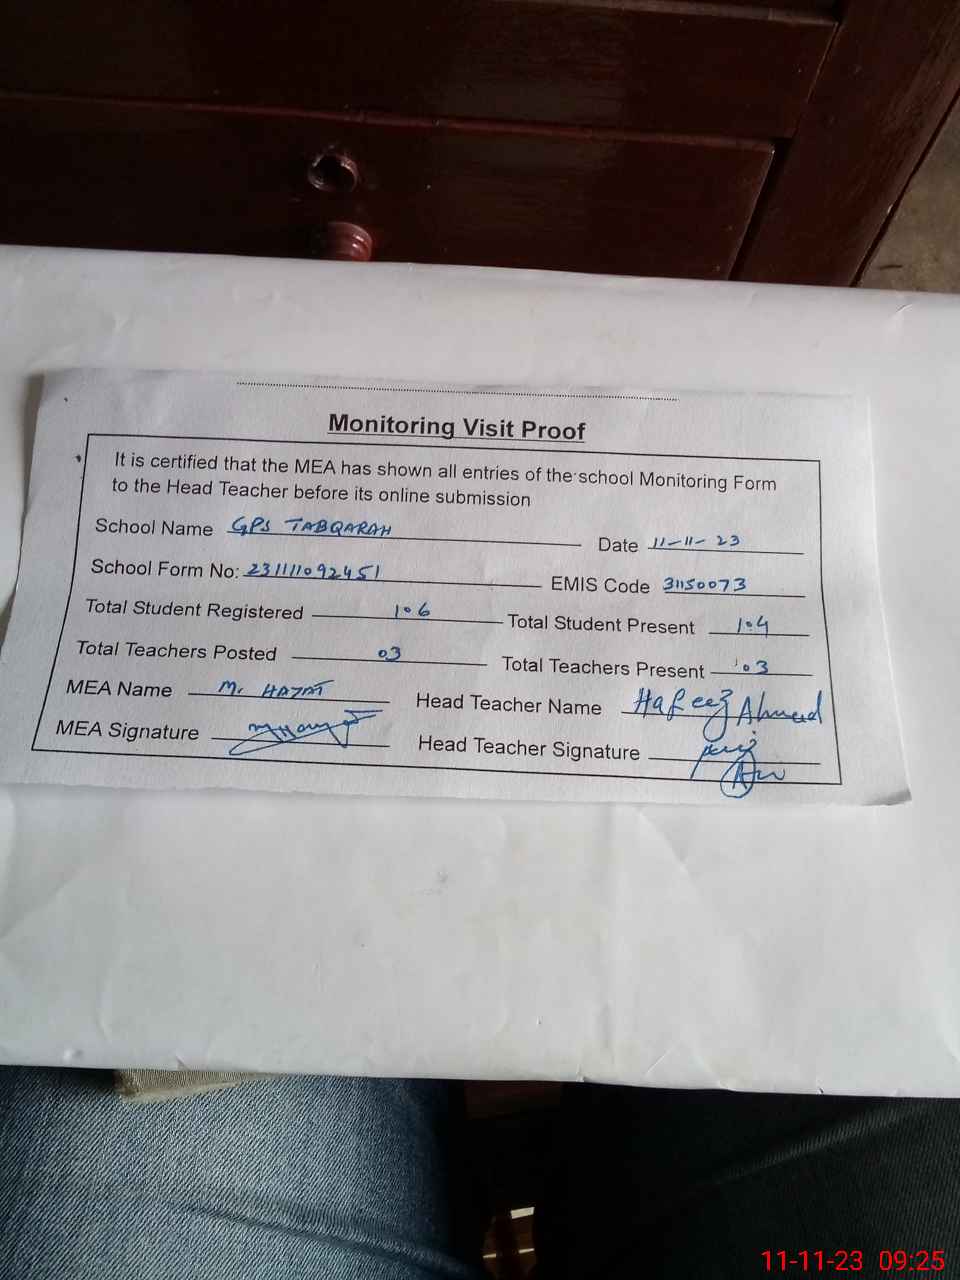 Monitoring Visit Proof
It is certified that the MEA has shown all entries of the school Monitoring Form
to the Head Teacher before its online submission
School Name GPS TABQARAH Date 11-11-23
School Form No: 231111092451 EMIS Code 31150073
Total Student Registered 106 Total Student Present 104
Total Teachers Posted 03 Total Teachers Present 03
MEA Name M. HAYAT Head Teacher Name Hafeez Ahmed
MEA Signature Head Teacher Signature
11-11-23 09:25